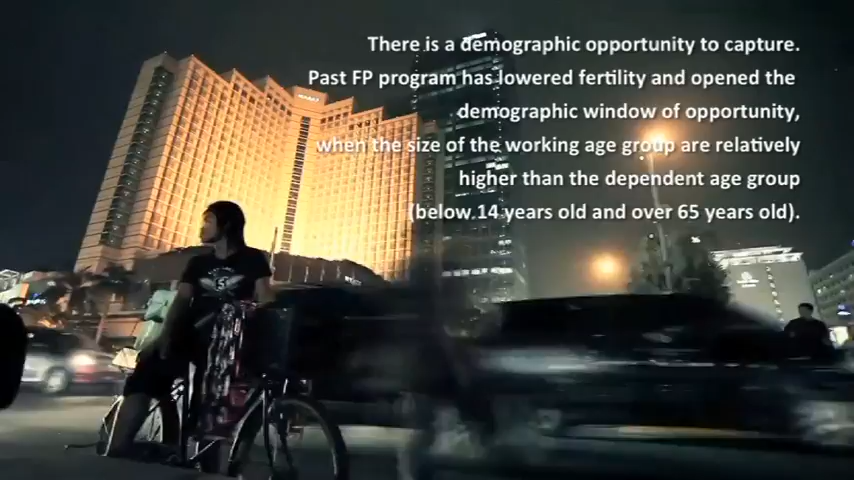 There is a demographic opportunity to capture.
Past FP program has lowered fertility and opened the
demographic window of opportunity,
when the size of the working age group are relatively
higher than the dependent age group
(below 14 years old and over 65 years old).